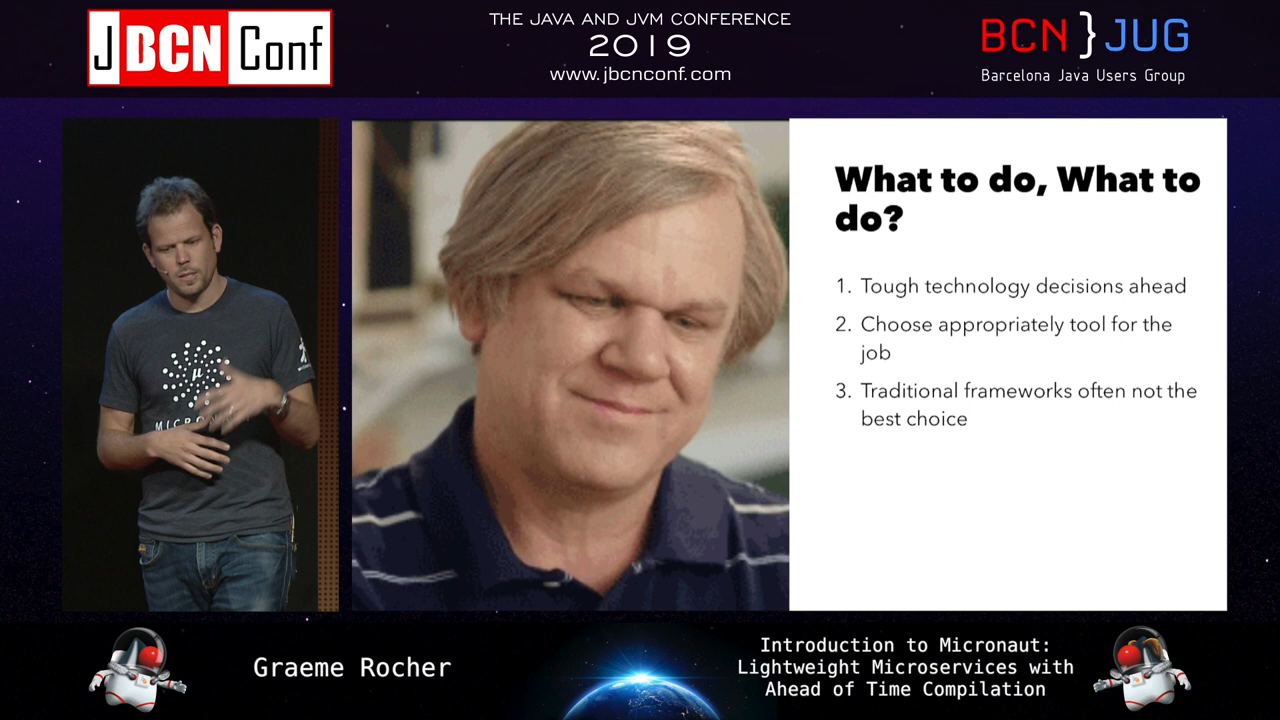 JBCNConf
THE JAVA AND JVM CONFERENCE
2019
www.jbcnconf.com
BCN}JUG
Barcelona Java Users Group
µ
What to do, What to
do?
1. Tough technology decisions ahead
2. Choose appropriately tool for the
job
3. Traditional frameworks often not the
best choice
Graeme Rocher
Introduction to Micronaut:
Lightweight Microservices with
Ahead of Time Compilation